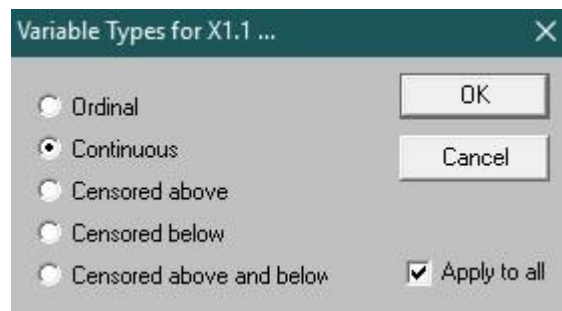 Variable Types for X1.1 ...
Ordinal
Continuous
Censored above
Censored below
Censored above and below
OK
Cancel
Apply to all